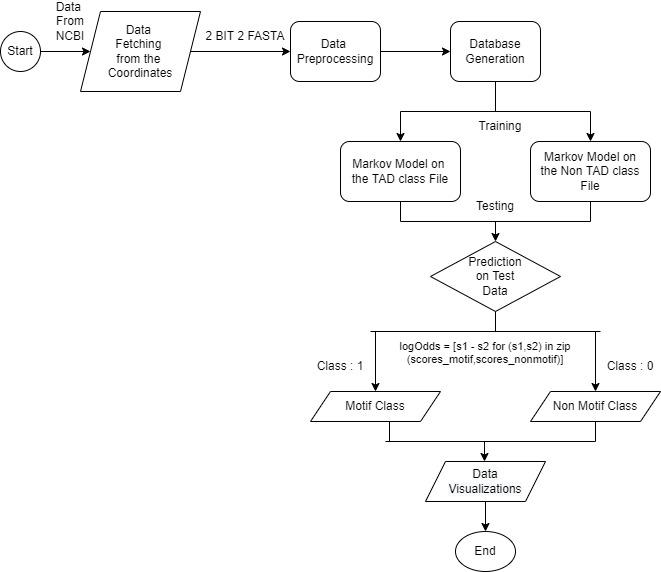 Data
From
NCBI
Start
Data
Fetching
from the
Coordinates
2 BIT 2 FASTA
Data
Preprocessing
Database
Generation
Training
Markov Model on
the TAD class File
Markov Model on
the Non TAD class
File
Testing
Prediction
on Test
Data
logOdds = [s1 - s2 for (s1,s2) in zip
(scores_motif,scores_nonmotif)]
Class : 1
Class : 0
Motif Class
Non Motif Class
Data
Visualizations
End